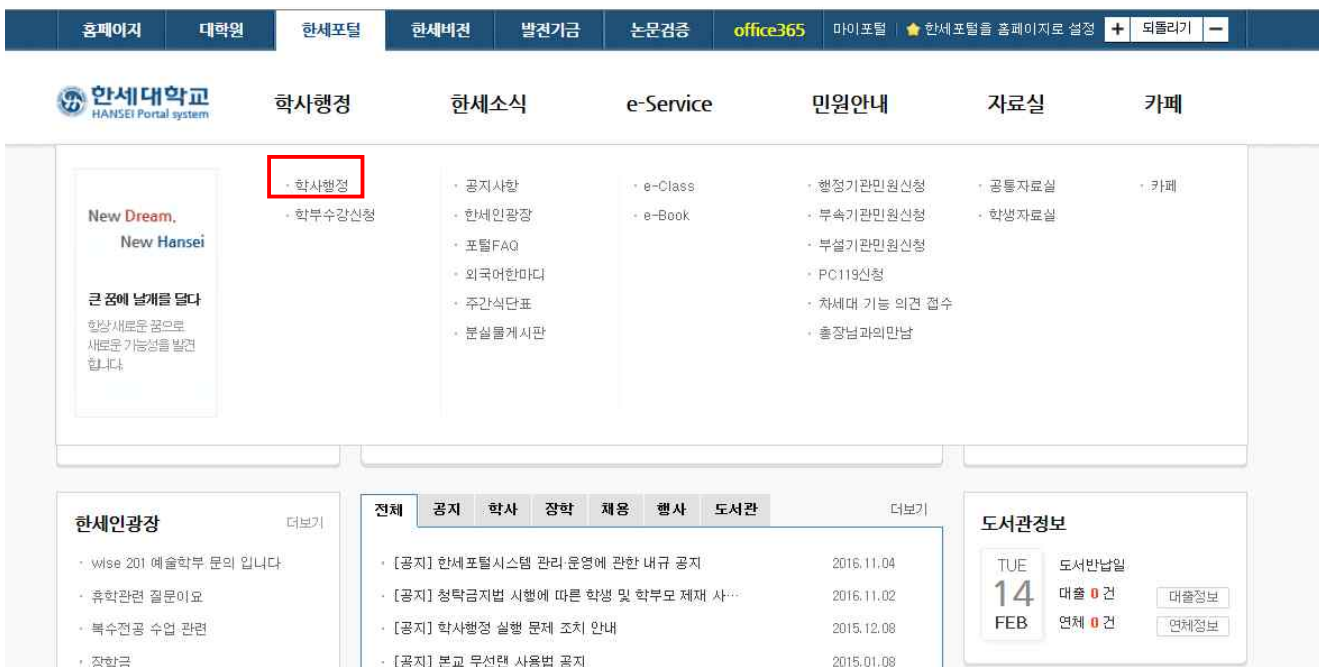 홈페이지 대학원 한세포털 한세비전 발전기금 논문검증 office365 마이포털 한세포털을 홈페이지로 설정 + 되돌리기 −
한세대학교
HANSEI Portal system
학사행정 한세소식 e-Service 민원안내 자료실 카페
New Dream,
New Hansei
큰 꿈에 날개를 달다
항상 새로운 꿈으로
새로운 가능성을 발견
합니다.
· 학사행정
· 학부수강신청
· 공지사항
· 한세인광장
· 포털FAQ
· 외국어한마디
· 주간식단표
· 분실물게시판
· e-Class
· e-Book
· 행정기관민원신청
· 부속기관민원신청
· 부설기관민원신청
· PC119신청
· 차세대 기능 의견 접수
· 총장님과의만남
· 공통자료실
· 학생자료실
· 카페
한세인광장 더보기
· wise 201 예술학부 문의 입니다
· 휴학관련 질문이요
· 복수전공 수업 관련
· 장학금
전체 공지 학사 장학 채용 행사 도서관 더보기
· [공지] 한세포털시스템 관리·운영에 관한 내규 공지 2016.11.04
· [공지] 청탁금지법 시행에 따른 학생 및 학부모 제재 사… 2016.11.02
· [공지] 학사행정 실행 문제 조치 안내 2015.12.08
· [공지] 본교 무선랜 사용법 공지 2015.01.08
도서관정보
TUE
14
FEB
도서반납일
대출 0 건 대출정보
연체 0 건 연체정보